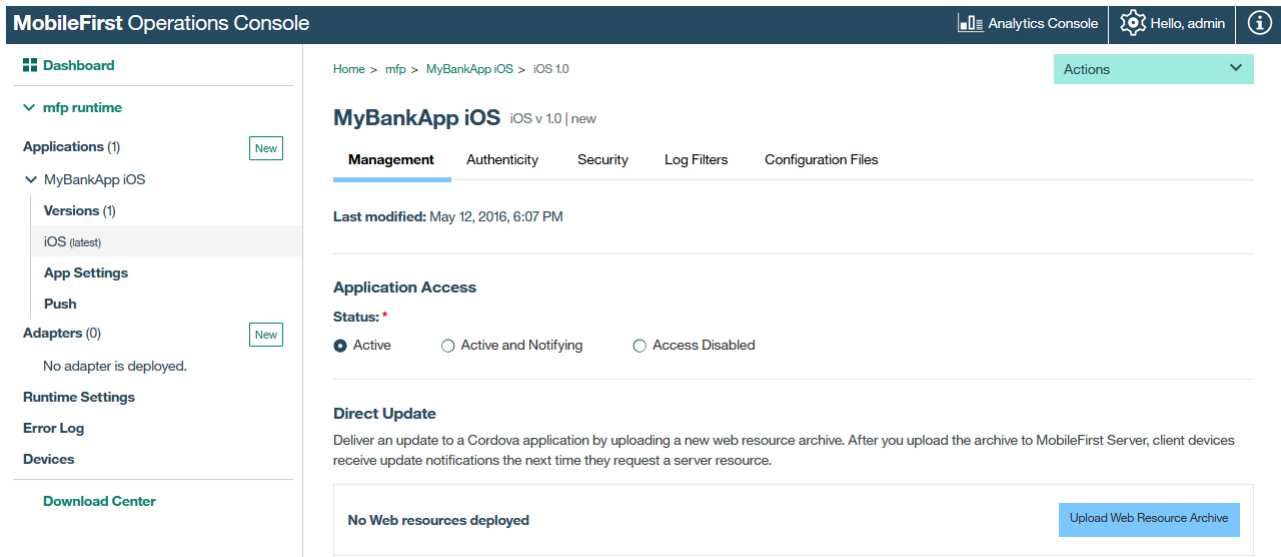 MobileFirst Operations Console
Analytics Console
Hello, admin
Dashboard
mfp runtime
Applications (1)
New
MyBankApp iOS
Versions (1)
iOS (latest)
App Settings
Push
Adapters (0)
New
No adapter is deployed.
Runtime Settings
Error Log
Devices
Download Center
Home > mfp > MyBankApp iOS > iOS 1.0
Actions
MyBankApp iOS iOS v 1.0 | new
Management Authenticity Security Log Filters Configuration Files
Last modified: May 12, 2016, 6:07 PM
Application Access
Status: *
Active Active and Notifying Access Disabled
Direct Update
Deliver an update to a Cordova application by uploading a new web resource archive. After you upload the archive to MobileFirst Server, client devices
receive update notifications the next time they request a server resource.
No Web resources deployed
Upload Web Resource Archive